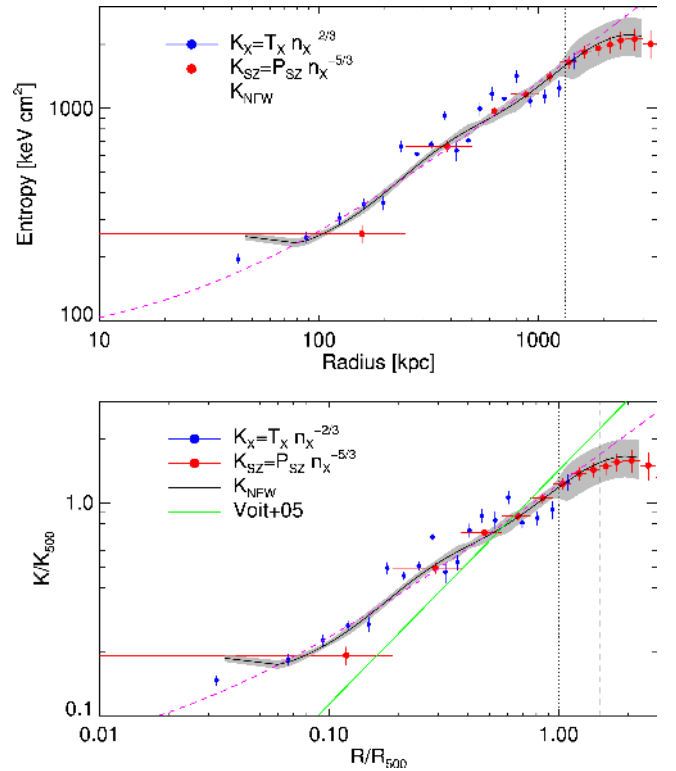 K_X=T_X n_X^2/3
K_SZ=P_SZ n_X^-5/3
K_NFW
1000
100
Entropy [keV cm²]
10 100 1000
Radius [kpc]
K_X=T_X n_X^-2/3
K_SZ=P_SZ n_X^-5/3
K_NFW
Voit+05
1.0
0.1
K/K_500
0.01 0.10 1.00
R/R_500